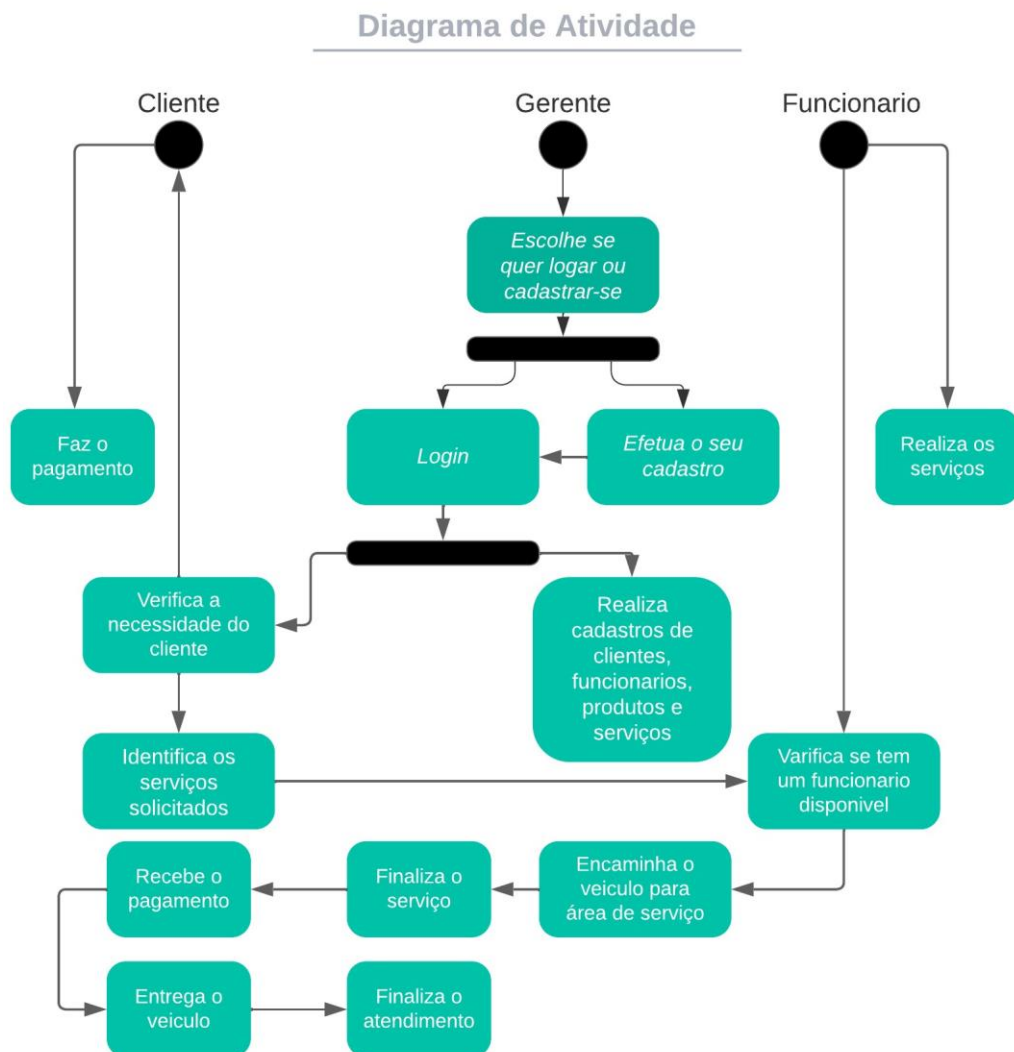 Diagrama de Atividade
Cliente
Gerente
Funcionario
Escolhe se
quer logar ou
cadastrar-se
Faz o
pagamento
Login
Efetua o seu
cadastro
Realiza os
serviços
Verifica a
necessidade do
cliente
Realiza
cadastros de
clientes,
funcionarios,
produtos e
serviços
Identifica os
serviços
solicitados
Varifica se tem
um funcionario
disponivel
Recebe o
pagamento
Finaliza o
serviço
Encaminha o
veiculo para
área de serviço
Entrega o
veiculo
Finaliza o
atendimento